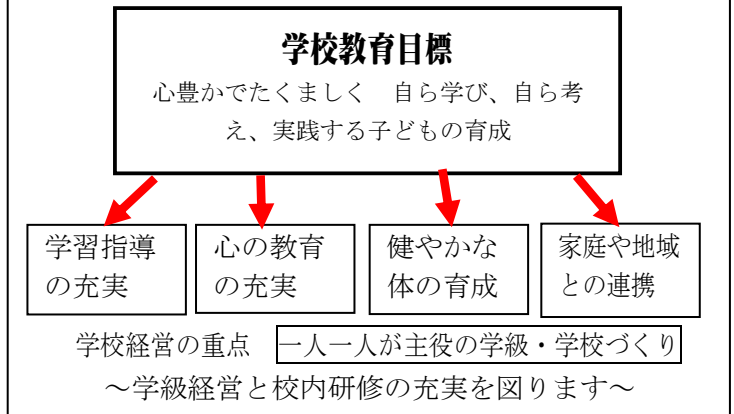 学校教育目標
心豊かでたくましく　自ら学び、自ら考
え、実践する子どもの育成
学習指導
の充実
心の教育
の充実
健やかな
体の育成
家庭や地域
との連携
学校経営の重点　一人一人が主役の学級・学校づくり
～学級経営と校内研修の充実を図ります～